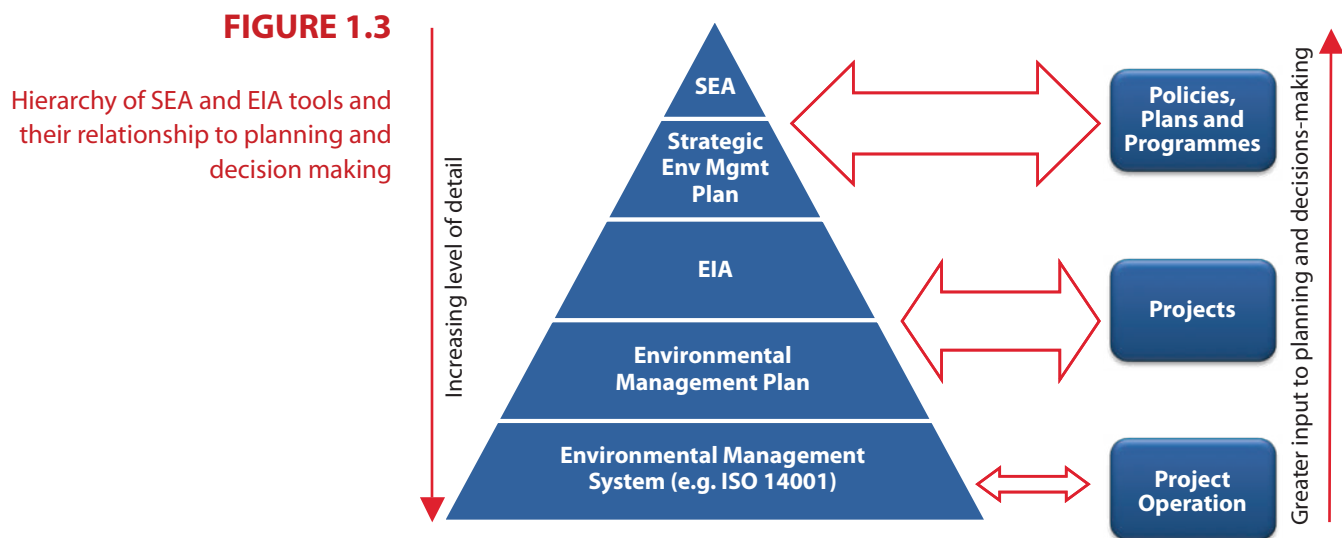 FIGURE 1.3
Hierarchy of SEA and EIA tools and
their relationship to planning and
decision making
Increasing level of detail
SEA
Strategic
Env Mgmt
Plan
EIA
Environmental
Management Plan
Environmental Management
System (e.g. ISO 14001)
Policies,
Plans and
Programmes
Projects
Project
Operation
Greater input to planning and decisions-making